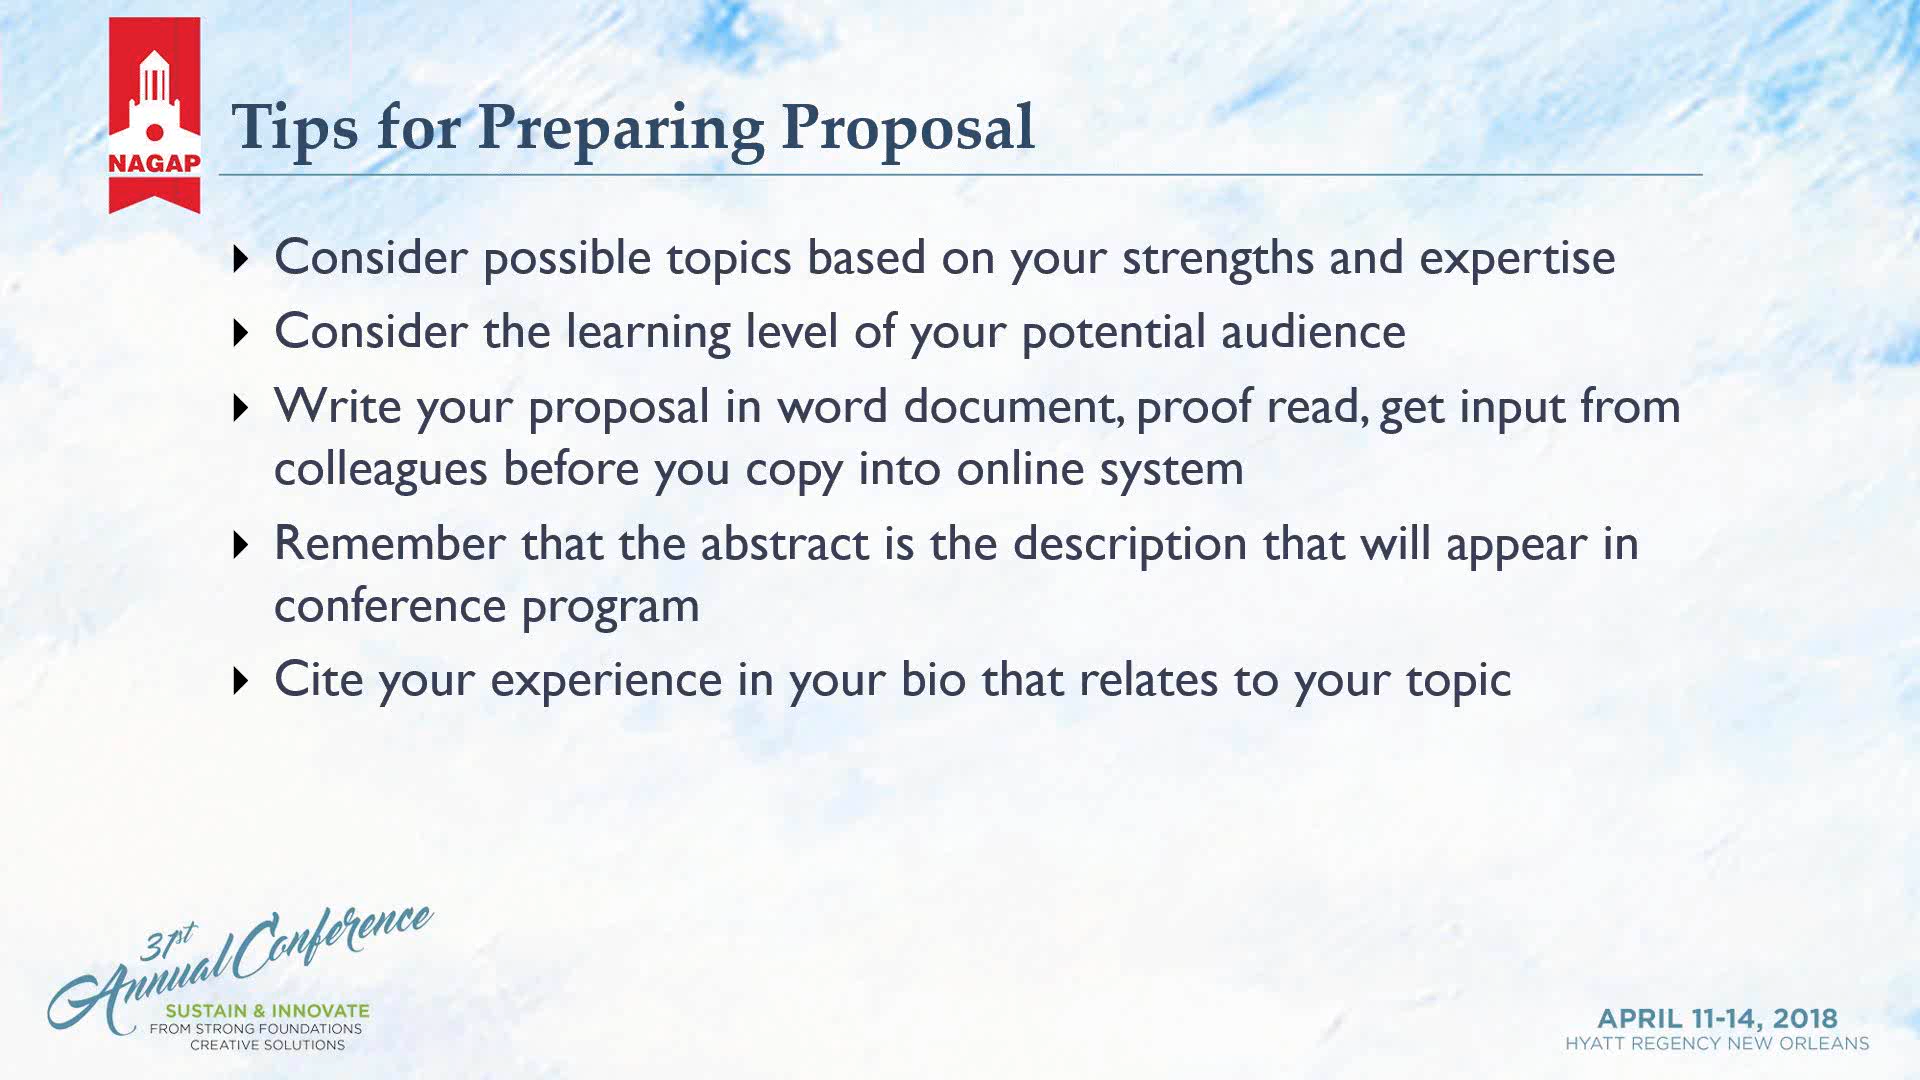 NAGAP
Tips for Preparing Proposal
Consider possible topics based on your strengths and expertise
Consider the learning level of your potential audience
Write your proposal in word document, proof read, get input from
colleagues before you copy into online system
Remember that the abstract is the description that will appear in
conference program
Cite your experience in your bio that relates to your topic
31st
Annual Conference
SUSTAIN & INNOVATE
FROM STRONG FOUNDATIONS
CREATIVE SOLUTIONS
APRIL 11-14, 2018
HYATT REGENCY NEW ORLEANS